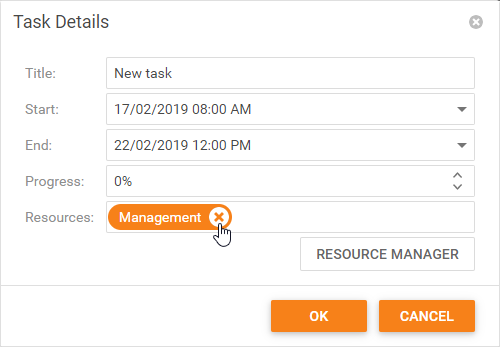 Task Details
Title: New task
Start: 17/02/2019 08:00 AM
End: 22/02/2019 12:00 PM
Progress: 0%
Resources: Management
RESOURCE MANAGER
OK CANCEL